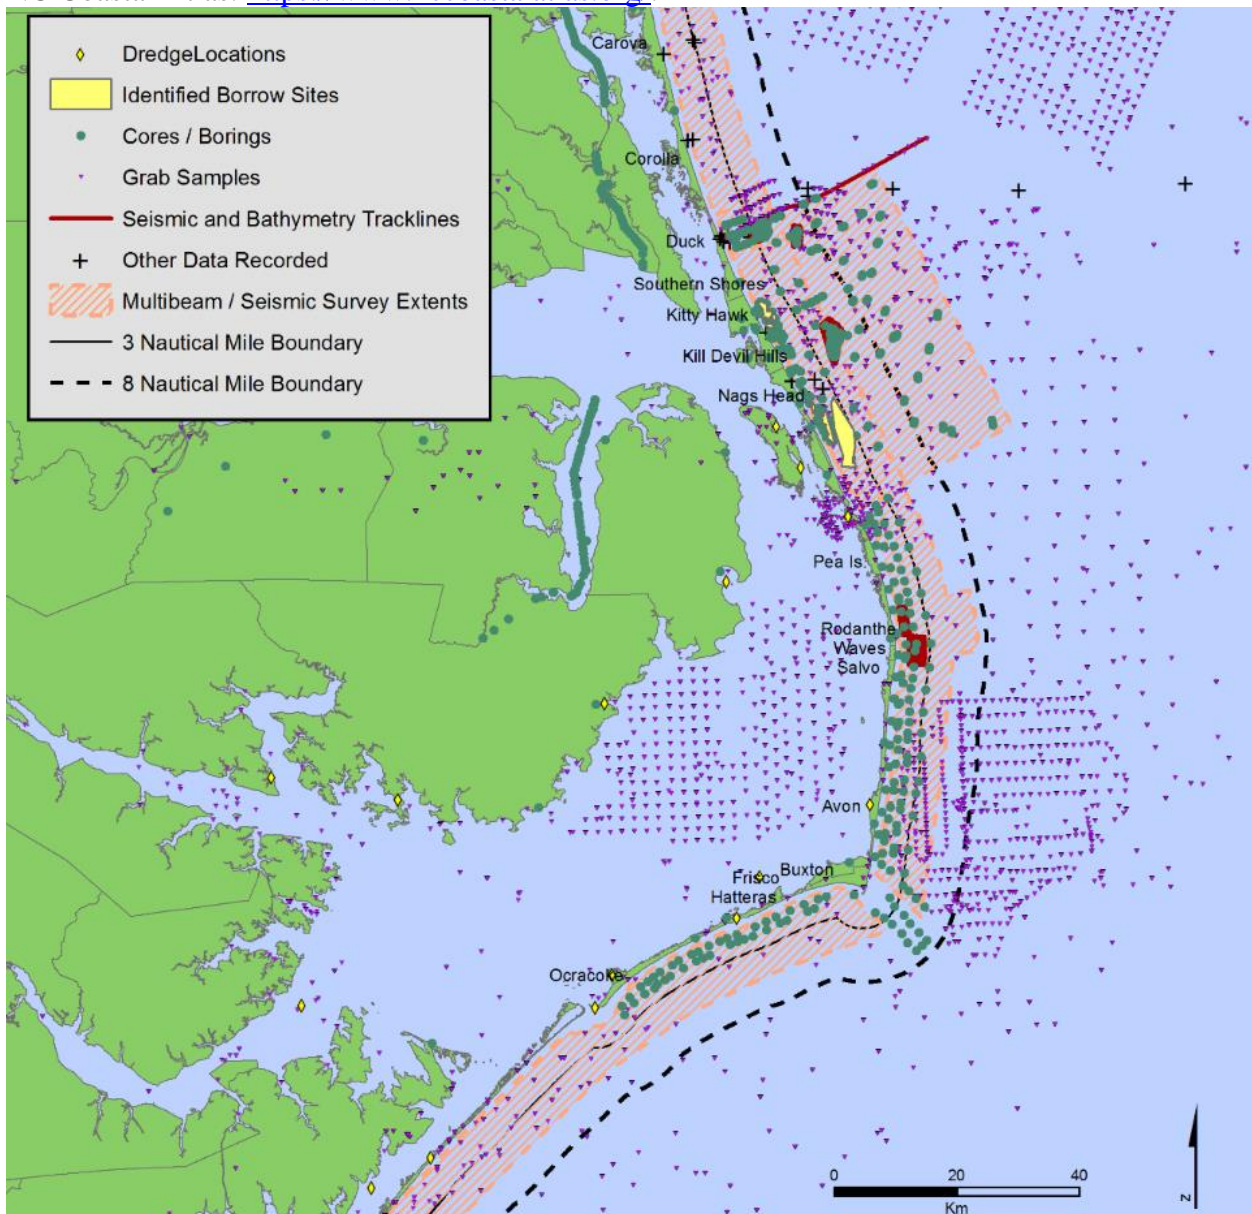 DredgeLocations
Identified Borrow Sites
Cores / Borings
Grab Samples
Seismic and Bathymetry Tracklines
Other Data Recorded
Multibeam / Seismic Survey Extents
3 Nautical Mile Boundary
8 Nautical Mile Boundary
Carova
Corolla
Duck
Southern Shores
Kitty Hawk
Kill Devil Hills
Nags Head
Pea Is.
Rodanthe
Waves
Salvo
Avon
Buxton
Frisco
Hatteras
Ocracoke
0 20 40
Km
N